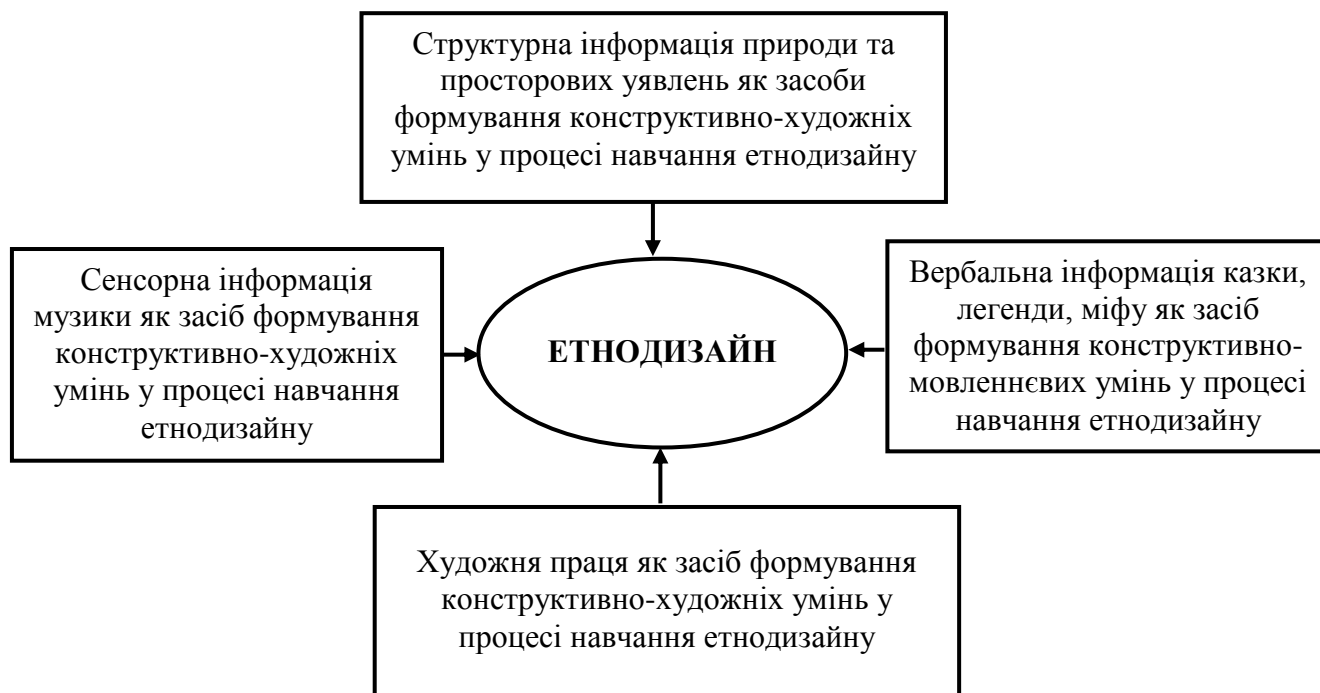 Структурна інформація природи та
просторових уявлень як засоби
формування конструктивно-художніх
умінь у процесі навчання етнодизайну
Сенсорна інформація
музики як засіб формування
конструктивно-художніх
умінь у процесі навчання
етнодизайну
ЕТНОДИЗАЙН
Вербальна інформація казки,
легенди, міфу як засіб
формування конструктивно-
мовленнєвих умінь у процесі
навчання етнодизайну
Художня праця як засіб формування
конструктивно-художніх умінь у
процесі навчання етнодизайну